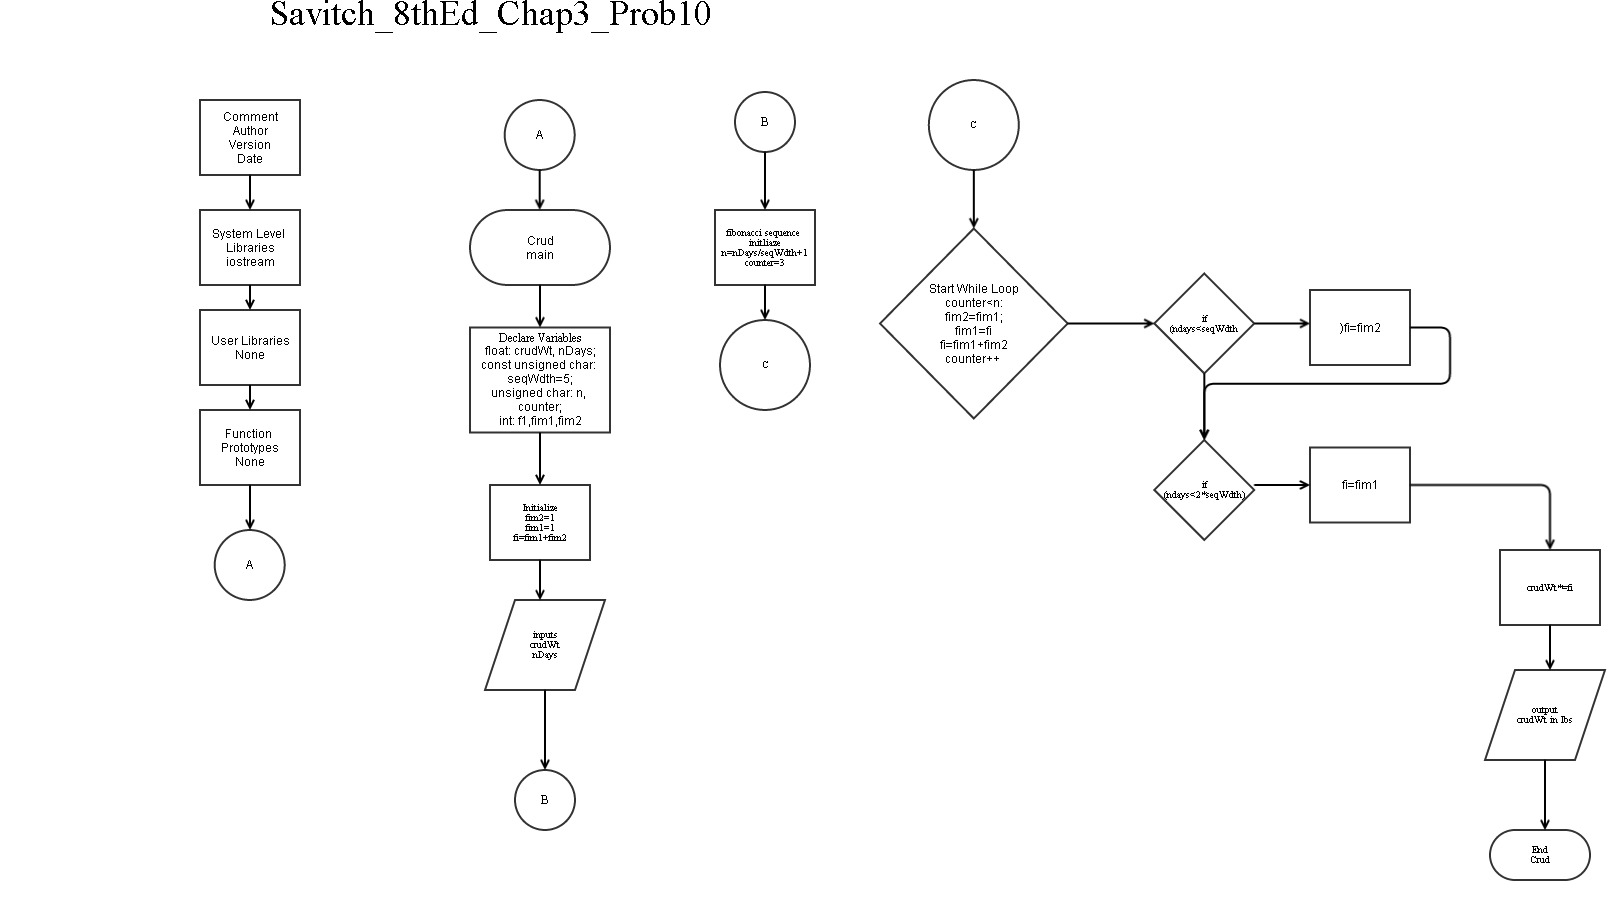 Savitch_8thEd_Chap3_Prob10
Comment
Author
Version
Date
System Level
Libraries
iostream
User Libraries
None
Function
Prototypes
None
A
A
Crud
main
Declare Variables
float: crudWt, nDays;
const unsigned char:
seqWdth=5;
unsigned char: n,
counter;
int: f1,fim1,fim2
Initialize
fim2=1
fim1=1
fi=fim1+fim2
inputs
crudWt
nDays
B
B
fibonacci sequence
initliaze
n=nDays/seqWdth+1
counter=3
C
C
Start While Loop
counter<n:
fim2=fim1;
fim1=fi
fi=fim1+fim2
counter++
if
(ndays<seqWdth
)fi=fim2
if
(ndays<2*seqWdth)
fi=fim1
crudWt*=fi
output
crudWt in lbs
End
Crud